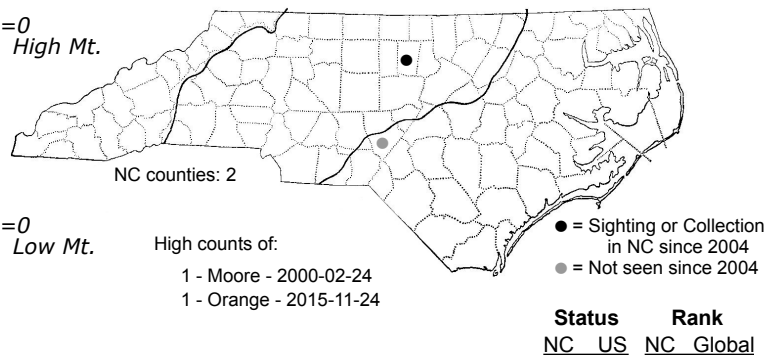 =0
High Mt.
NC counties: 2
=0
Low Mt.
High counts of:
1 - Moore - 2000-02-24
1 - Orange - 2015-11-24
● = Sighting or Collection
in NC since 2004
● = Not seen since 2004
Status Rank
NC US NC Global